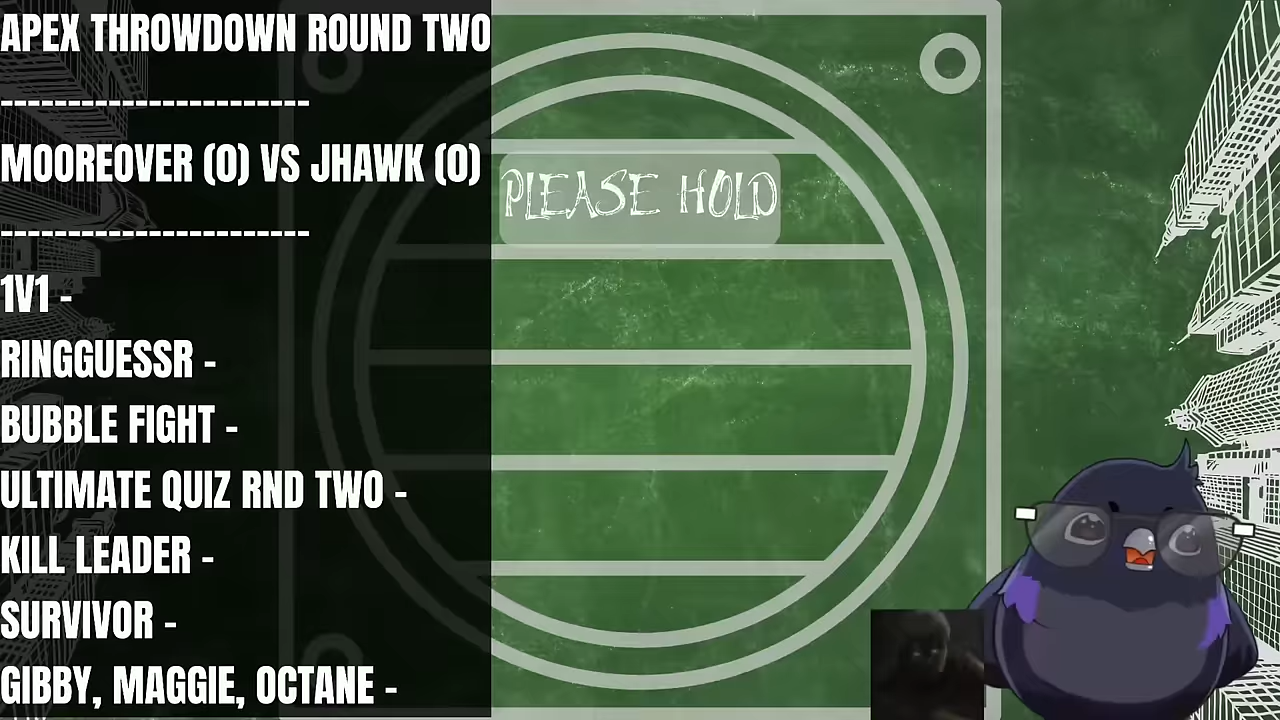 APEX THROWDOWN ROUND TWO
-----------------------
MOOREOVER (0) VS JHAWK (0)
-----------------------
1V1 -
RINGGUESSR -
BUBBLE FIGHT -
ULTIMATE QUIZ RND TWO -
KILL LEADER -
SURVIVOR -
GIBBY, MAGGIE, OCTANE -
PLEASE HOLD